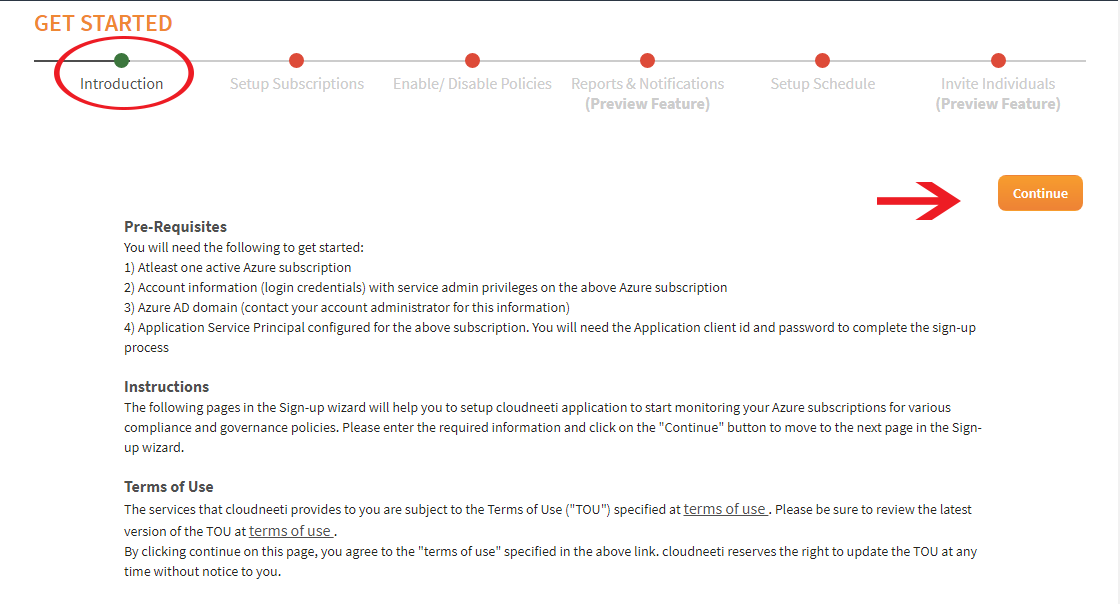 GET STARTED
Introduction
Setup Subscriptions
Enable/ Disable Policies
Reports & Notifications
(Preview Feature)
Setup Schedule
Invite Individuals
(Preview Feature)
Continue
Pre-Requisites
You will need the following to get started:
1) Atleast one active Azure subscription
2) Account information (login credentials) with service admin privileges on the above Azure subscription
3) Azure AD domain (contact your account administrator for this information)
4) Application Service Principal configured for the above subscription. You will need the Application client id and password to complete the sign-up
process
Instructions
The following pages in the Sign-up wizard will help you to setup cloudneeti application to start monitoring your Azure subscriptions for various
compliance and governance policies. Please enter the required information and click on the "Continue" button to move to the next page in the Sign-
up wizard.
Terms of Use
The services that cloudneeti provides to you are subject to the Terms of Use ("TOU") specified at terms of use . Please be sure to review the latest
version of the TOU at terms of use .
By clicking continue on this page, you agree to the "terms of use" specified in the above link. cloudneeti reserves the right to update the TOU at any
time without notice to you.